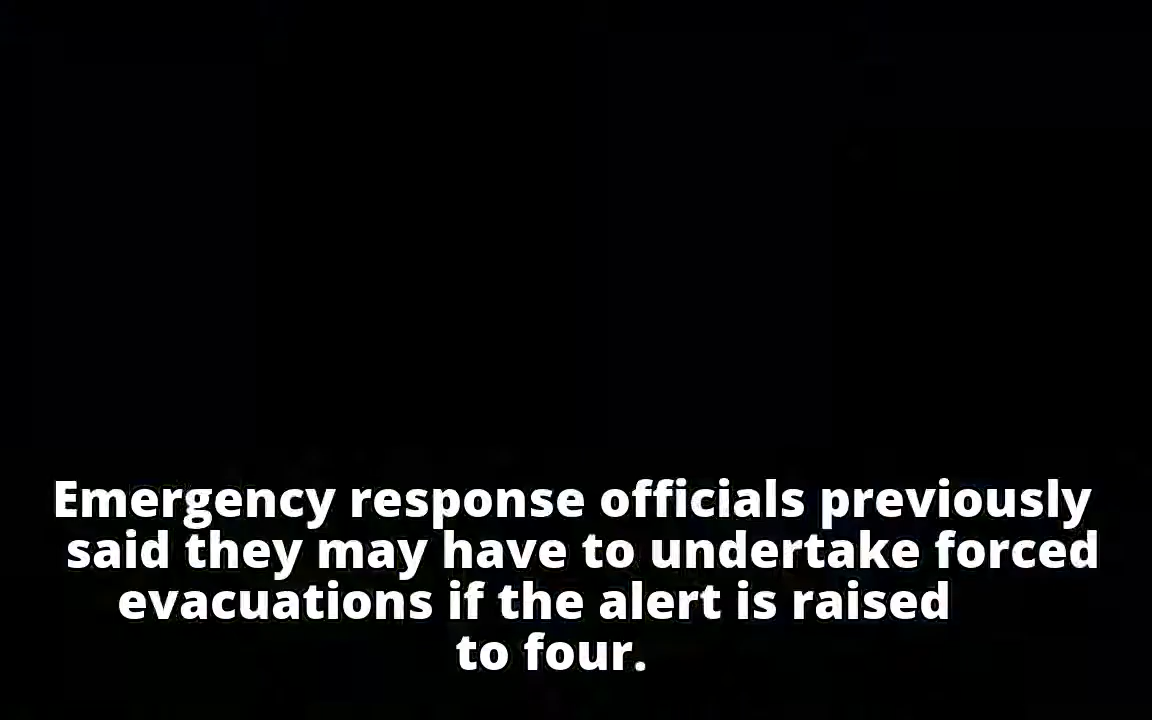 Emergency response officials previously
said they may have to undertake forced
evacuations if the alert is raised
to four.